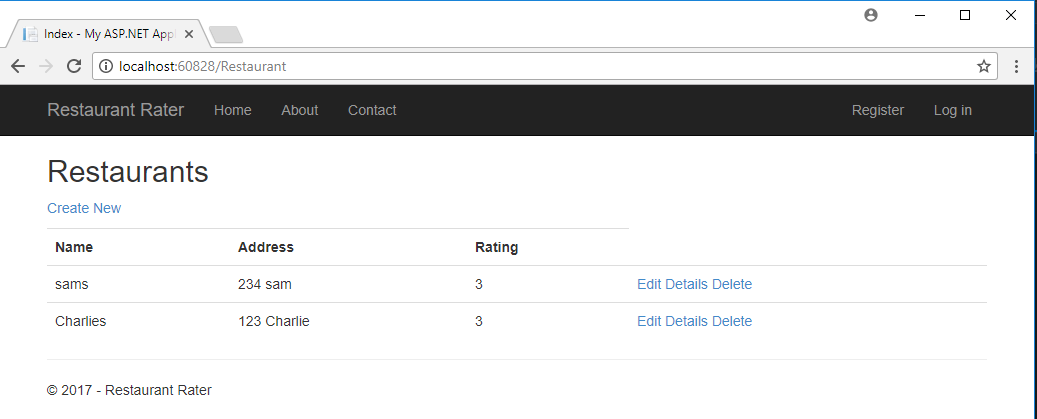 Index - My ASP.NET Appl
localhost:60828/Restaurant
Restaurant Rater Home About Contact Register Log in
Restaurants
Create New
Name Address Rating
sams 234 sam 3 Edit Details Delete
Charlies 123 Charlie 3 Edit Details Delete
© 2017 - Restaurant Rater